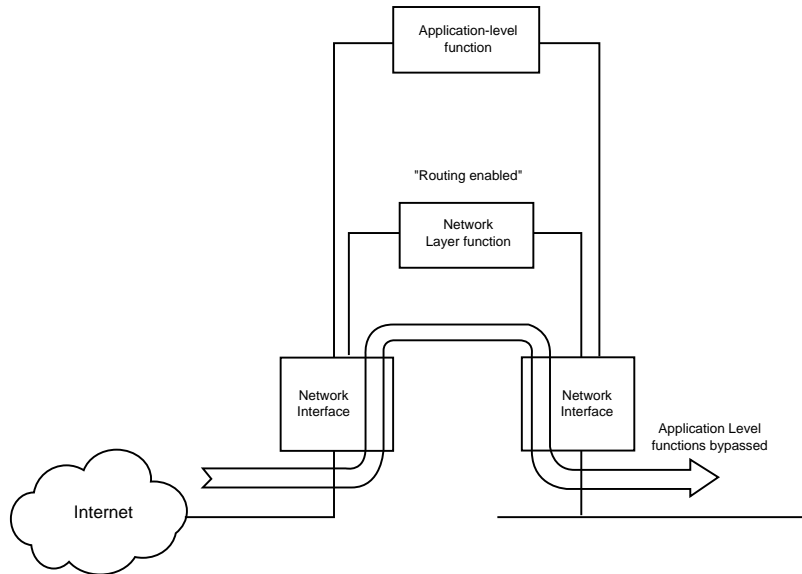 Application-level
function
"Routing enabled"
Network
Layer function
Network
Interface
Network
Interface
Application Level
functions bypassed
Internet